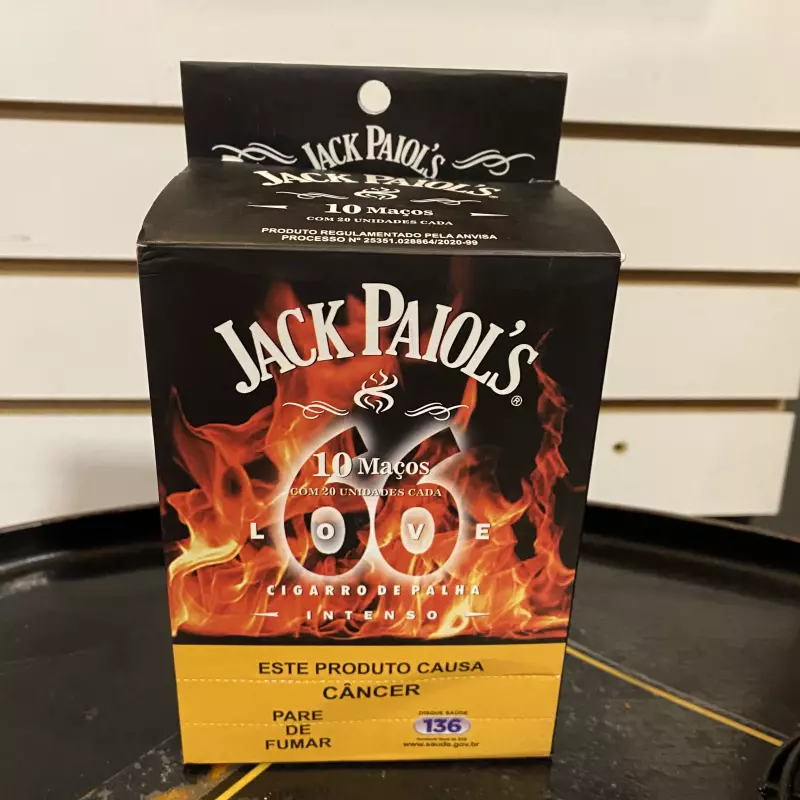 JACK PAIOL'S
JACK PAIOL'S
10 Maços
COM 20 UNIDADES CADA
PRODUTO REGULAMENTADO PELA ANVISA
PROCESSO Nº 25351.028864/2020-99
JACK PAIOL'S®
66
10 Maços
COM 20 UNIDADES CADA
LOVE
CIGARRO DE PALHA
INTENSO
ESTE PRODUTO CAUSA
CÂNCER
PARE
DE
FUMAR
DISQUE SAÚDE
136
www.saude.gov.br